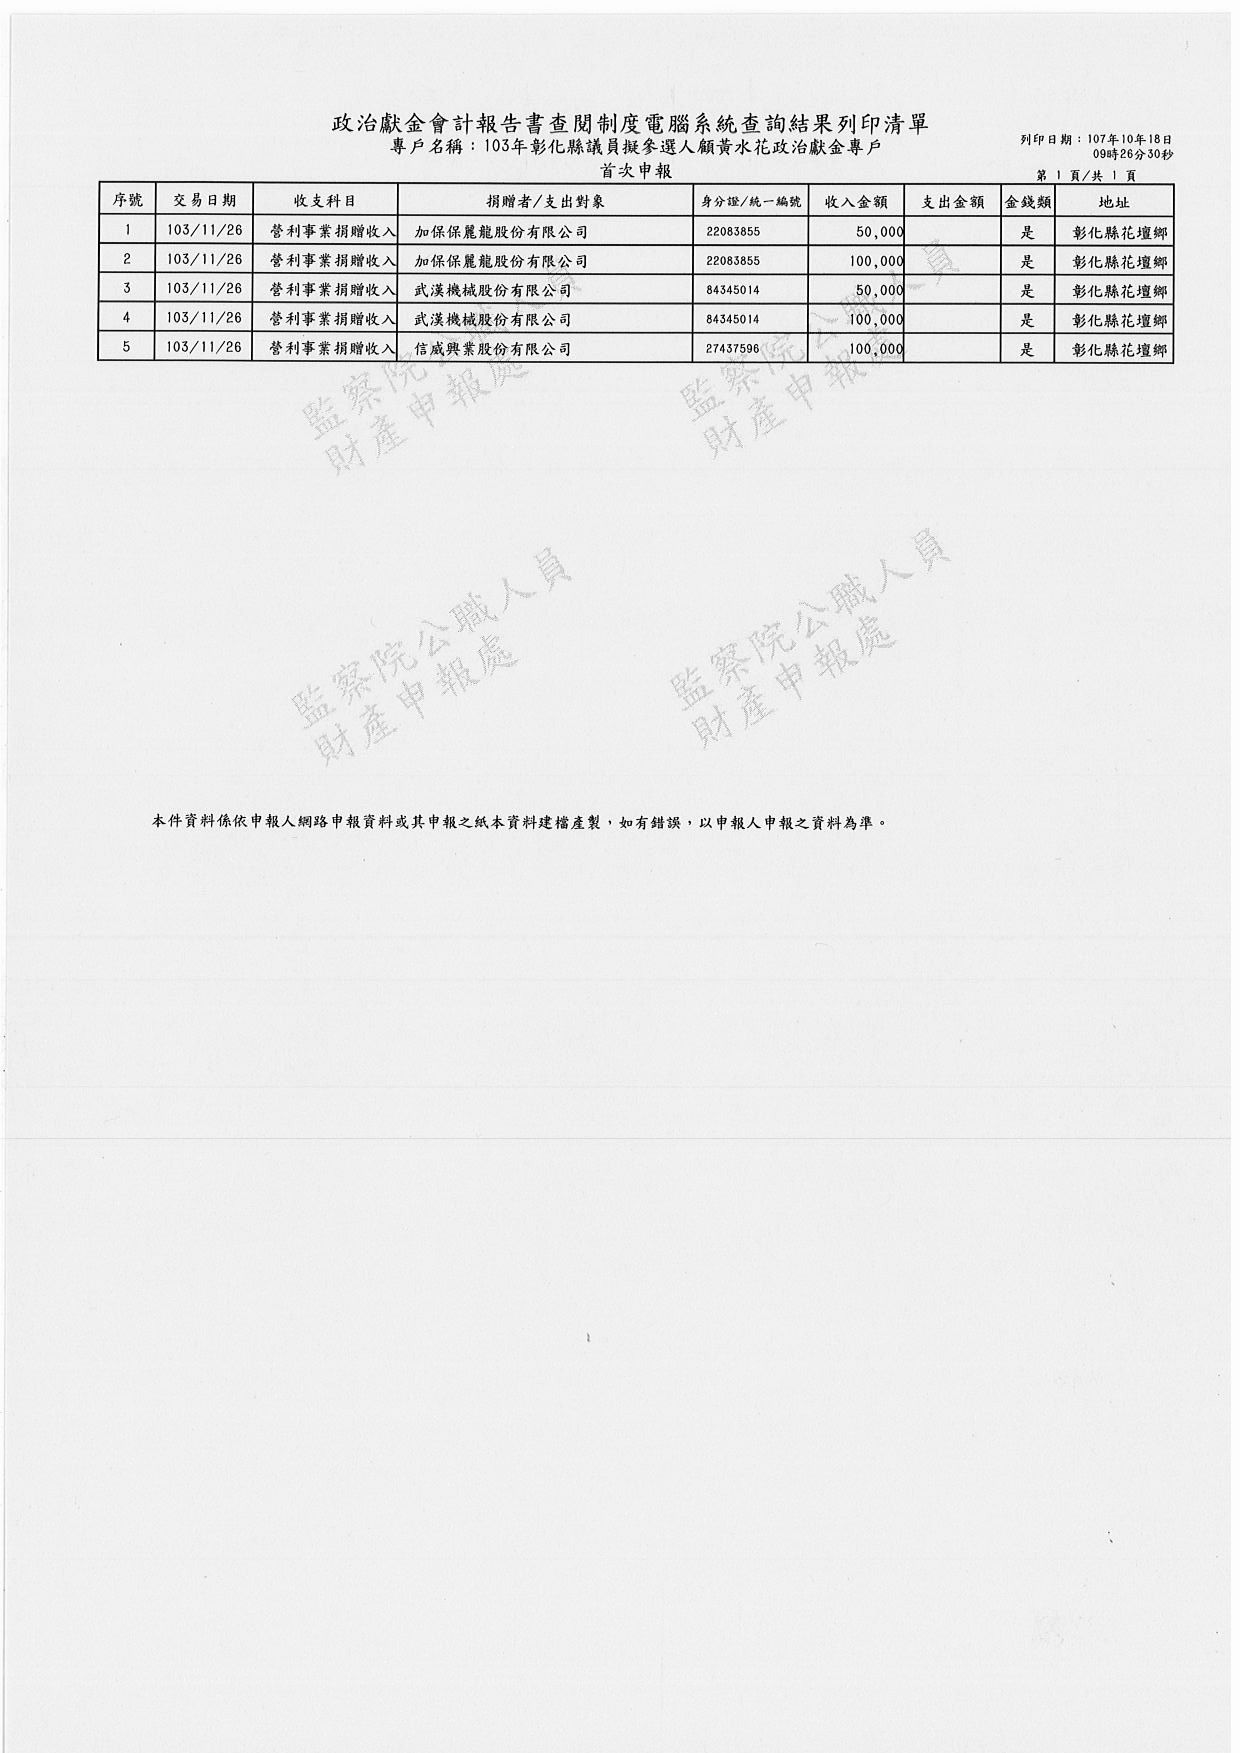 政治獻金會計報告書查閱制度電腦系統查詢結果列印清單
專戶名稱：103年彰化縣議員擬參選人顧黃水花政治獻金專戶
列印日期：107年10年18日
09時26分30秒
首次申報
第 1 頁/共 1 頁
序號 交易日期 收支科目 捐贈者/支出對象 身分證/統一編號 收入金額 支出金額 金錢類 地址
1 103/11/26 營利事業捐贈收入 加保保麗龍股份有限公司 22083855 50,000 是 彰化縣花壇鄉
2 103/11/26 營利事業捐贈收入 加保保麗龍股份有限公司 22083855 100,000 是 彰化縣花壇鄉
3 103/11/26 營利事業捐贈收入 武漢機械股份有限公司 84345014 50,000 是 彰化縣花壇鄉
4 103/11/26 營利事業捐贈收入 武漢機械股份有限公司 84345014 100,000 是 彰化縣花壇鄉
5 103/11/26 營利事業捐贈收入 信威興業股份有限公司 27437596 100,000 是 彰化縣花壇鄉
監察院公職人員
財產申報處
監察院公職人員
財產申報處
監察院公職人員
財產申報處
監察院公職人員
財產申報處
本件資料係依申報人網路申報資料或其申報之紙本資料建檔產製，如有錯誤，以申報人申報之資料為準。